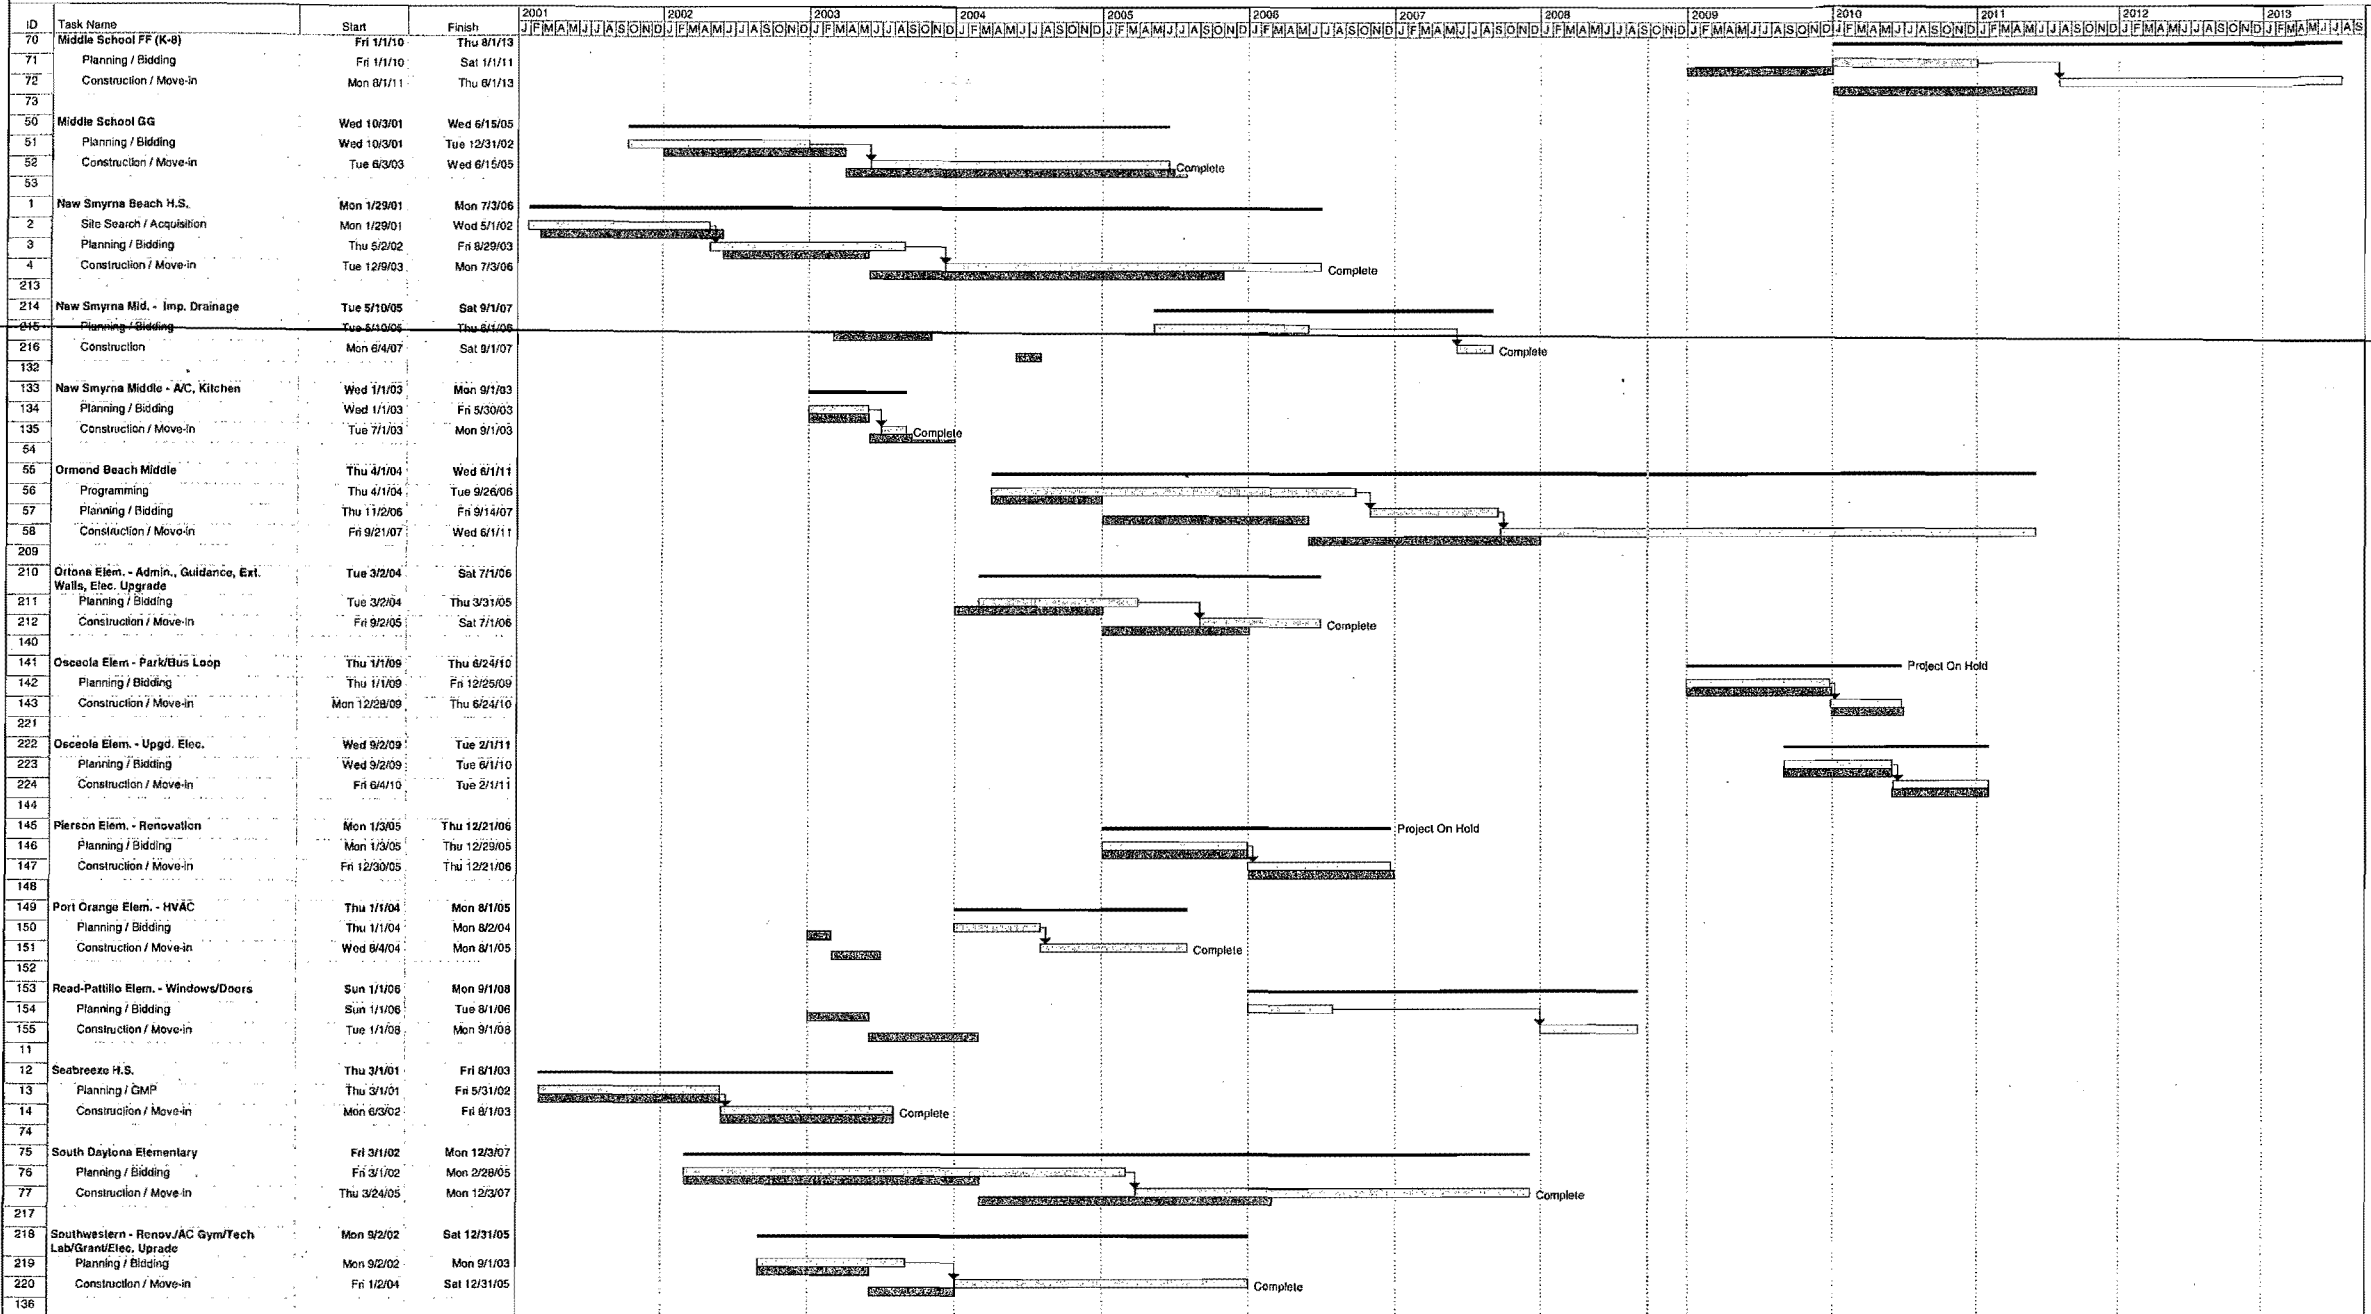 2001 2002 2003 2004 2005 2006 2007 2008 2009 2010 2011 2012 2013
ID Task Name Start Finish
70 Middle School FF (K-8) Fri 1/1/10 Thu 8/1/13
71 Planning / Bidding Fri 1/1/10 Sat 1/1/11
72 Construction / Move-in Mon 8/1/11 Thu 8/1/13
73
50 Middle School GG Wed 10/3/01 Wed 6/15/05
51 Planning / Bidding Wed 10/3/01 Tue 12/31/02
52 Construction / Move-in Tue 6/3/03 Wed 6/15/05 Complete
53
1 New Smyrna Beach H.S. Mon 1/29/01 Mon 7/3/06
2 Site Search / Acquisition Mon 1/29/01 Wed 5/1/02
3 Planning / Bidding Thu 5/2/02 Fri 8/29/03
4 Construction / Move-in Tue 12/9/03 Mon 7/3/06 Complete
213
214 New Smyrna Mid. - Imp. Drainage Tue 5/10/05 Sat 9/1/07
215 Planning / Bidding Tue 5/10/05 Thu 6/1/06
216 Construction Mon 6/4/07 Sat 9/1/07 Complete
132
133 New Smyrna Middle - A/C, Kitchen Wed 1/1/03 Mon 9/1/03
134 Planning / Bidding Wed 1/1/03 Fri 5/30/03
135 Construction / Move-in Tue 7/1/03 Mon 9/1/03 Complete
54
55 Ormond Beach Middle Thu 4/1/04 Wed 6/1/11
56 Programming Thu 4/1/04 Tue 9/26/06
57 Planning / Bidding Thu 11/2/06 Fri 9/14/07
58 Construction / Move-in Fri 9/21/07 Wed 6/1/11
209
210 Ortona Elem. - Admin., Guidance, Ext. Tue 3/2/04 Sat 7/1/06
Walls, Elec. Upgrade
211 Planning / Bidding Tue 3/2/04 Thu 3/31/05
212 Construction / Move-in Fri 9/2/05 Sat 7/1/06 Complete
140
141 Osceola Elem - Park/Bus Loop Thu 1/1/09 Thu 6/24/10 Project On Hold
142 Planning / Bidding Thu 1/1/09 Fri 12/25/09
143 Construction / Move-in Mon 12/28/09 Thu 6/24/10
221
222 Osceola Elem. - Upgd. Elec. Wed 9/2/09 Tue 2/1/11
223 Planning / Bidding Wed 9/2/09 Tue 6/1/10
224 Construction / Move-in Fri 6/4/10 Tue 2/1/11
144
145 Pierson Elem. - Renovation Mon 1/3/05 Thu 12/21/06 Project On Hold
146 Planning / Bidding Mon 1/3/05 Thu 12/29/05
147 Construction / Move-in Fri 12/30/05 Thu 12/21/06
148
149 Port Orange Elem. - HVAC Thu 1/1/04 Mon 8/1/05
150 Planning / Bidding Thu 1/1/04 Mon 8/2/04
151 Construction / Move-in Wed 8/4/04 Mon 8/1/05 Complete
152
153 Read-Pattillo Elem. - Windows/Doors Sun 1/1/06 Mon 9/1/08
154 Planning / Bidding Sun 1/1/06 Tue 8/1/06
155 Construction / Move-in Tue 1/1/08 Mon 9/1/08
11
12 Seabreeze H.S. Thu 3/1/01 Fri 8/1/03
13 Planning / GMP Thu 3/1/01 Fri 5/31/02
14 Construction / Move-in Mon 6/3/02 Fri 8/1/03 Complete
74
75 South Daytona Elementary Fri 3/1/02 Mon 12/3/07
76 Planning / Bidding Fri 3/1/02 Mon 2/28/05
77 Construction / Move-in Thu 3/24/05 Mon 12/3/07 Complete
217
218 Southwestern - Renov./AC Gym/Tech Mon 9/2/02 Sat 12/31/05
Lab/Grant/Elec. Uprade
219 Planning / Bidding Mon 9/2/02 Mon 9/1/03
220 Construction / Move-in Fri 1/2/04 Sat 12/31/05 Complete
136